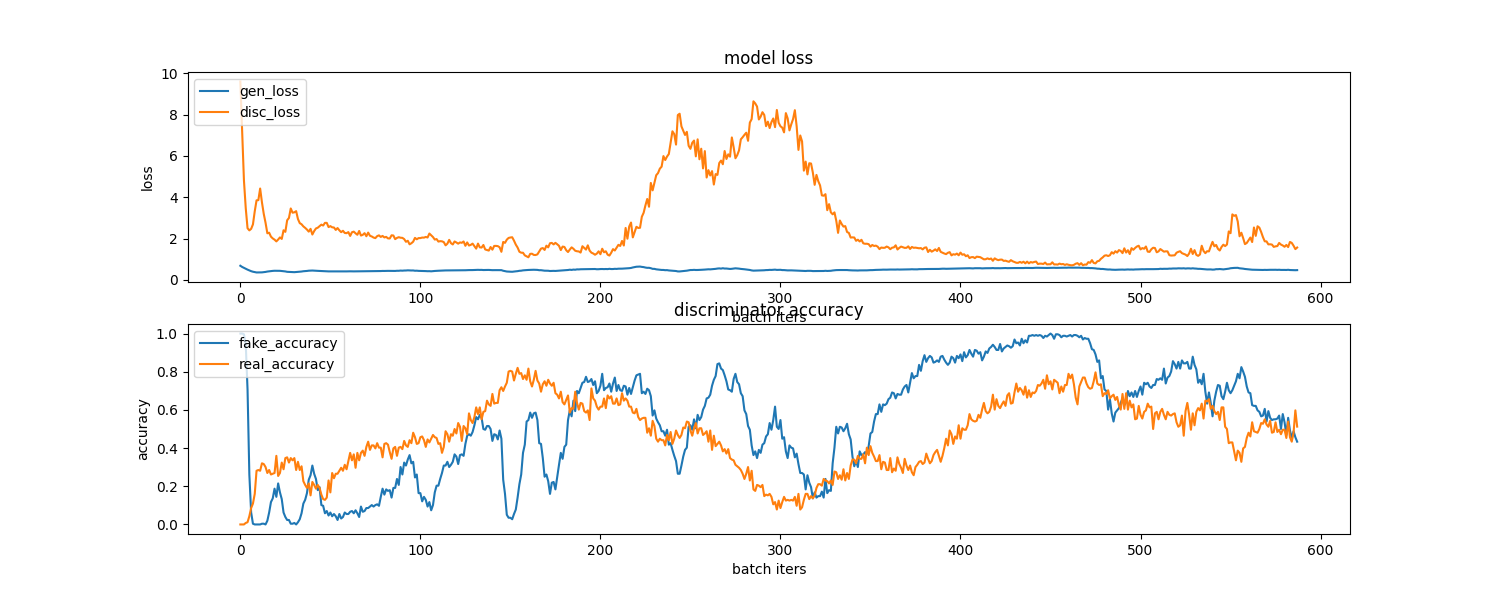 model loss
10
8
6
4
2
0
loss
gen_loss
disc_loss
0 100 200 300 400 500 600
batch iters
discriminator accuracy
1.0
0.8
0.6
0.4
0.2
0.0
accuracy
fake_accuracy
real_accuracy
0 100 200 300 400 500 600
batch iters